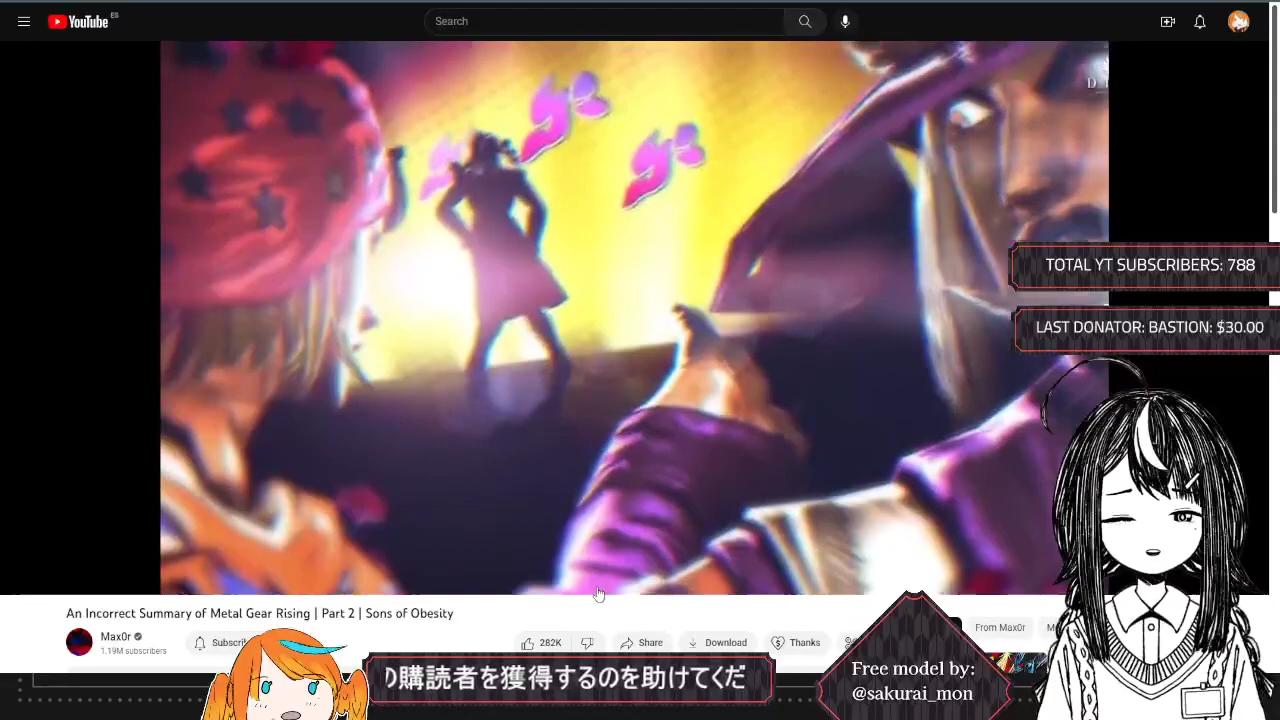 YouTube ES
Search
TOTAL YT SUBSCRIBERS: 788
LAST DONATOR: BASTION: $30.00
An Incorrect Summary of Metal Gear Rising | Part 2 | Sons of Obesity
Max0r
1.19M subscribers
282K
Share
Download
Thanks
From Max0r
購読者を獲得するのを助けてくだ
Free model by:
@sakurai_mon